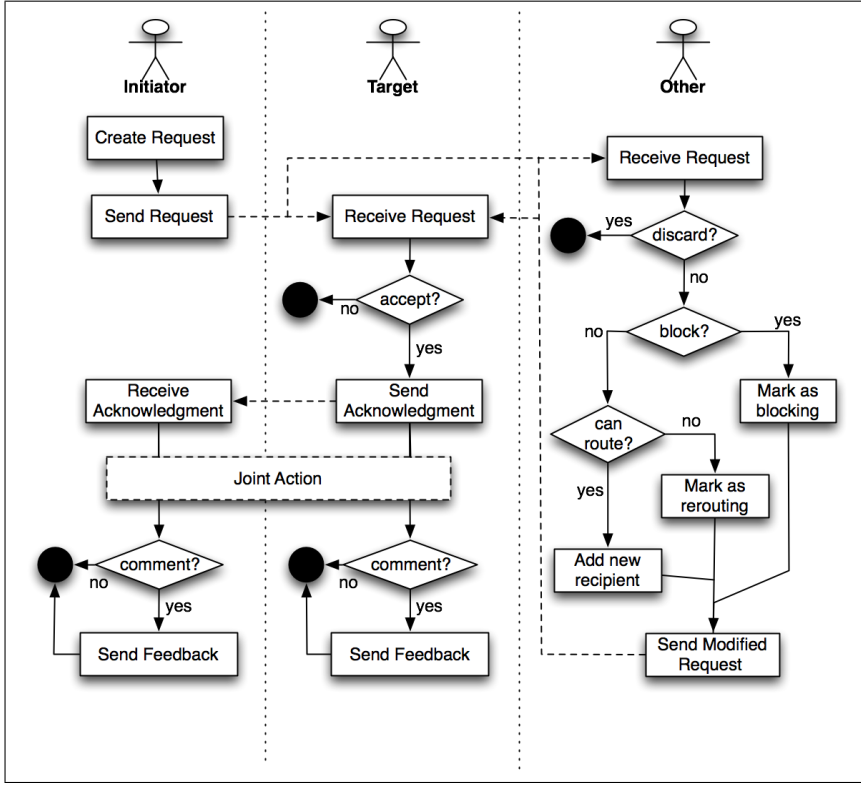 Initiator
Target
Other
Create Request
Send Request
Receive Request
Receive Request
discard?
yes
no
accept?
no
yes
block?
no
yes
Receive
Acknowledgment
Send
Acknowledgment
Mark as
blocking
can
route?
no
yes
Joint Action
Mark as
rerouting
comment?
no
yes
comment?
no
yes
Add new
recipient
Send Feedback
Send Feedback
Send Modified
Request